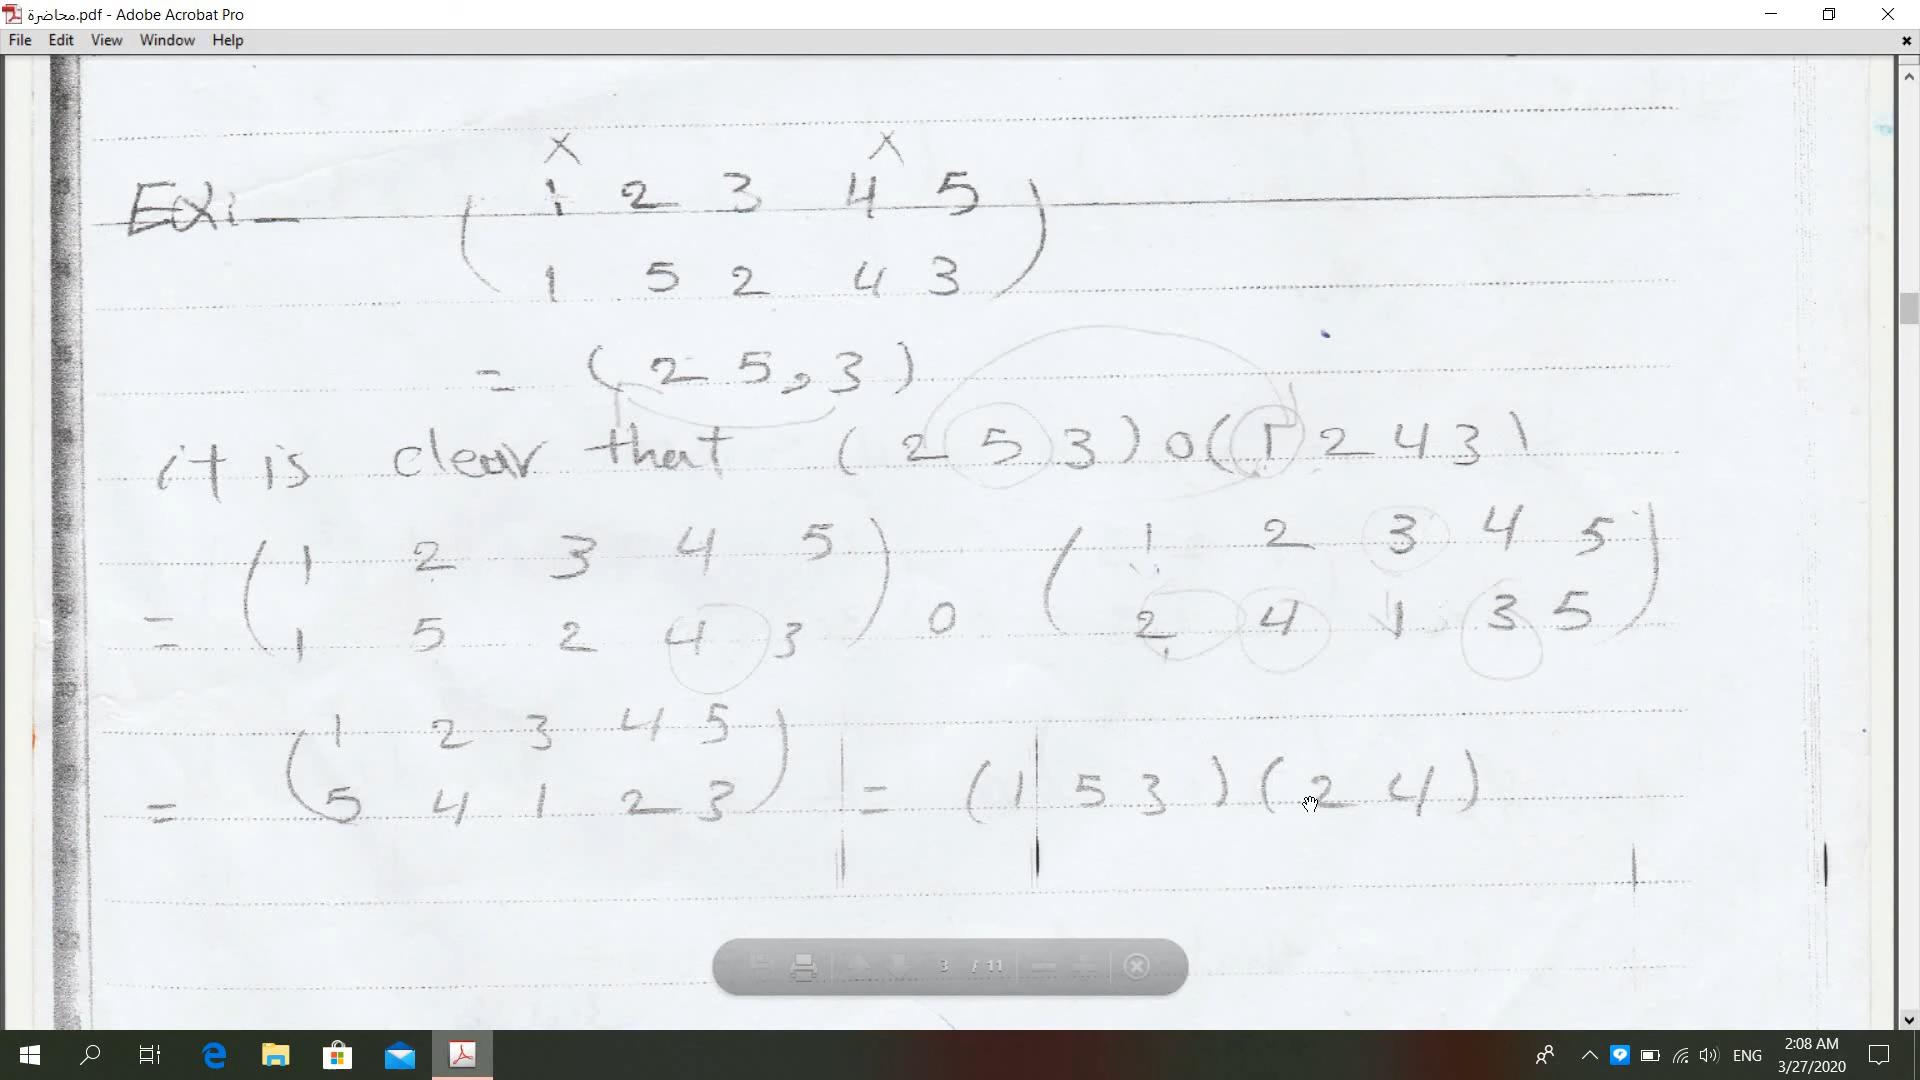 محاضرة.pdf - Adobe Acrobat Pro
File Edit View Window Help
x x
Ex:- ( 1 2 3 4 5 )
1 5 2 4 3
= ( 2 5 , 3 )
it is clear that ( 2 5 3 ) o ( 1 2 4 3 )
( 1 2 3 4 5 ) ( 1 2 3 4 5 )
= 1 5 2 4 3 o 2 4 1 3 5
( 1 2 3 4 5 )
= 5 4 1 2 3 = ( 1 5 3 ) ( 2 4 )
3 / 11
ENG
2:08 AM
3/27/2020